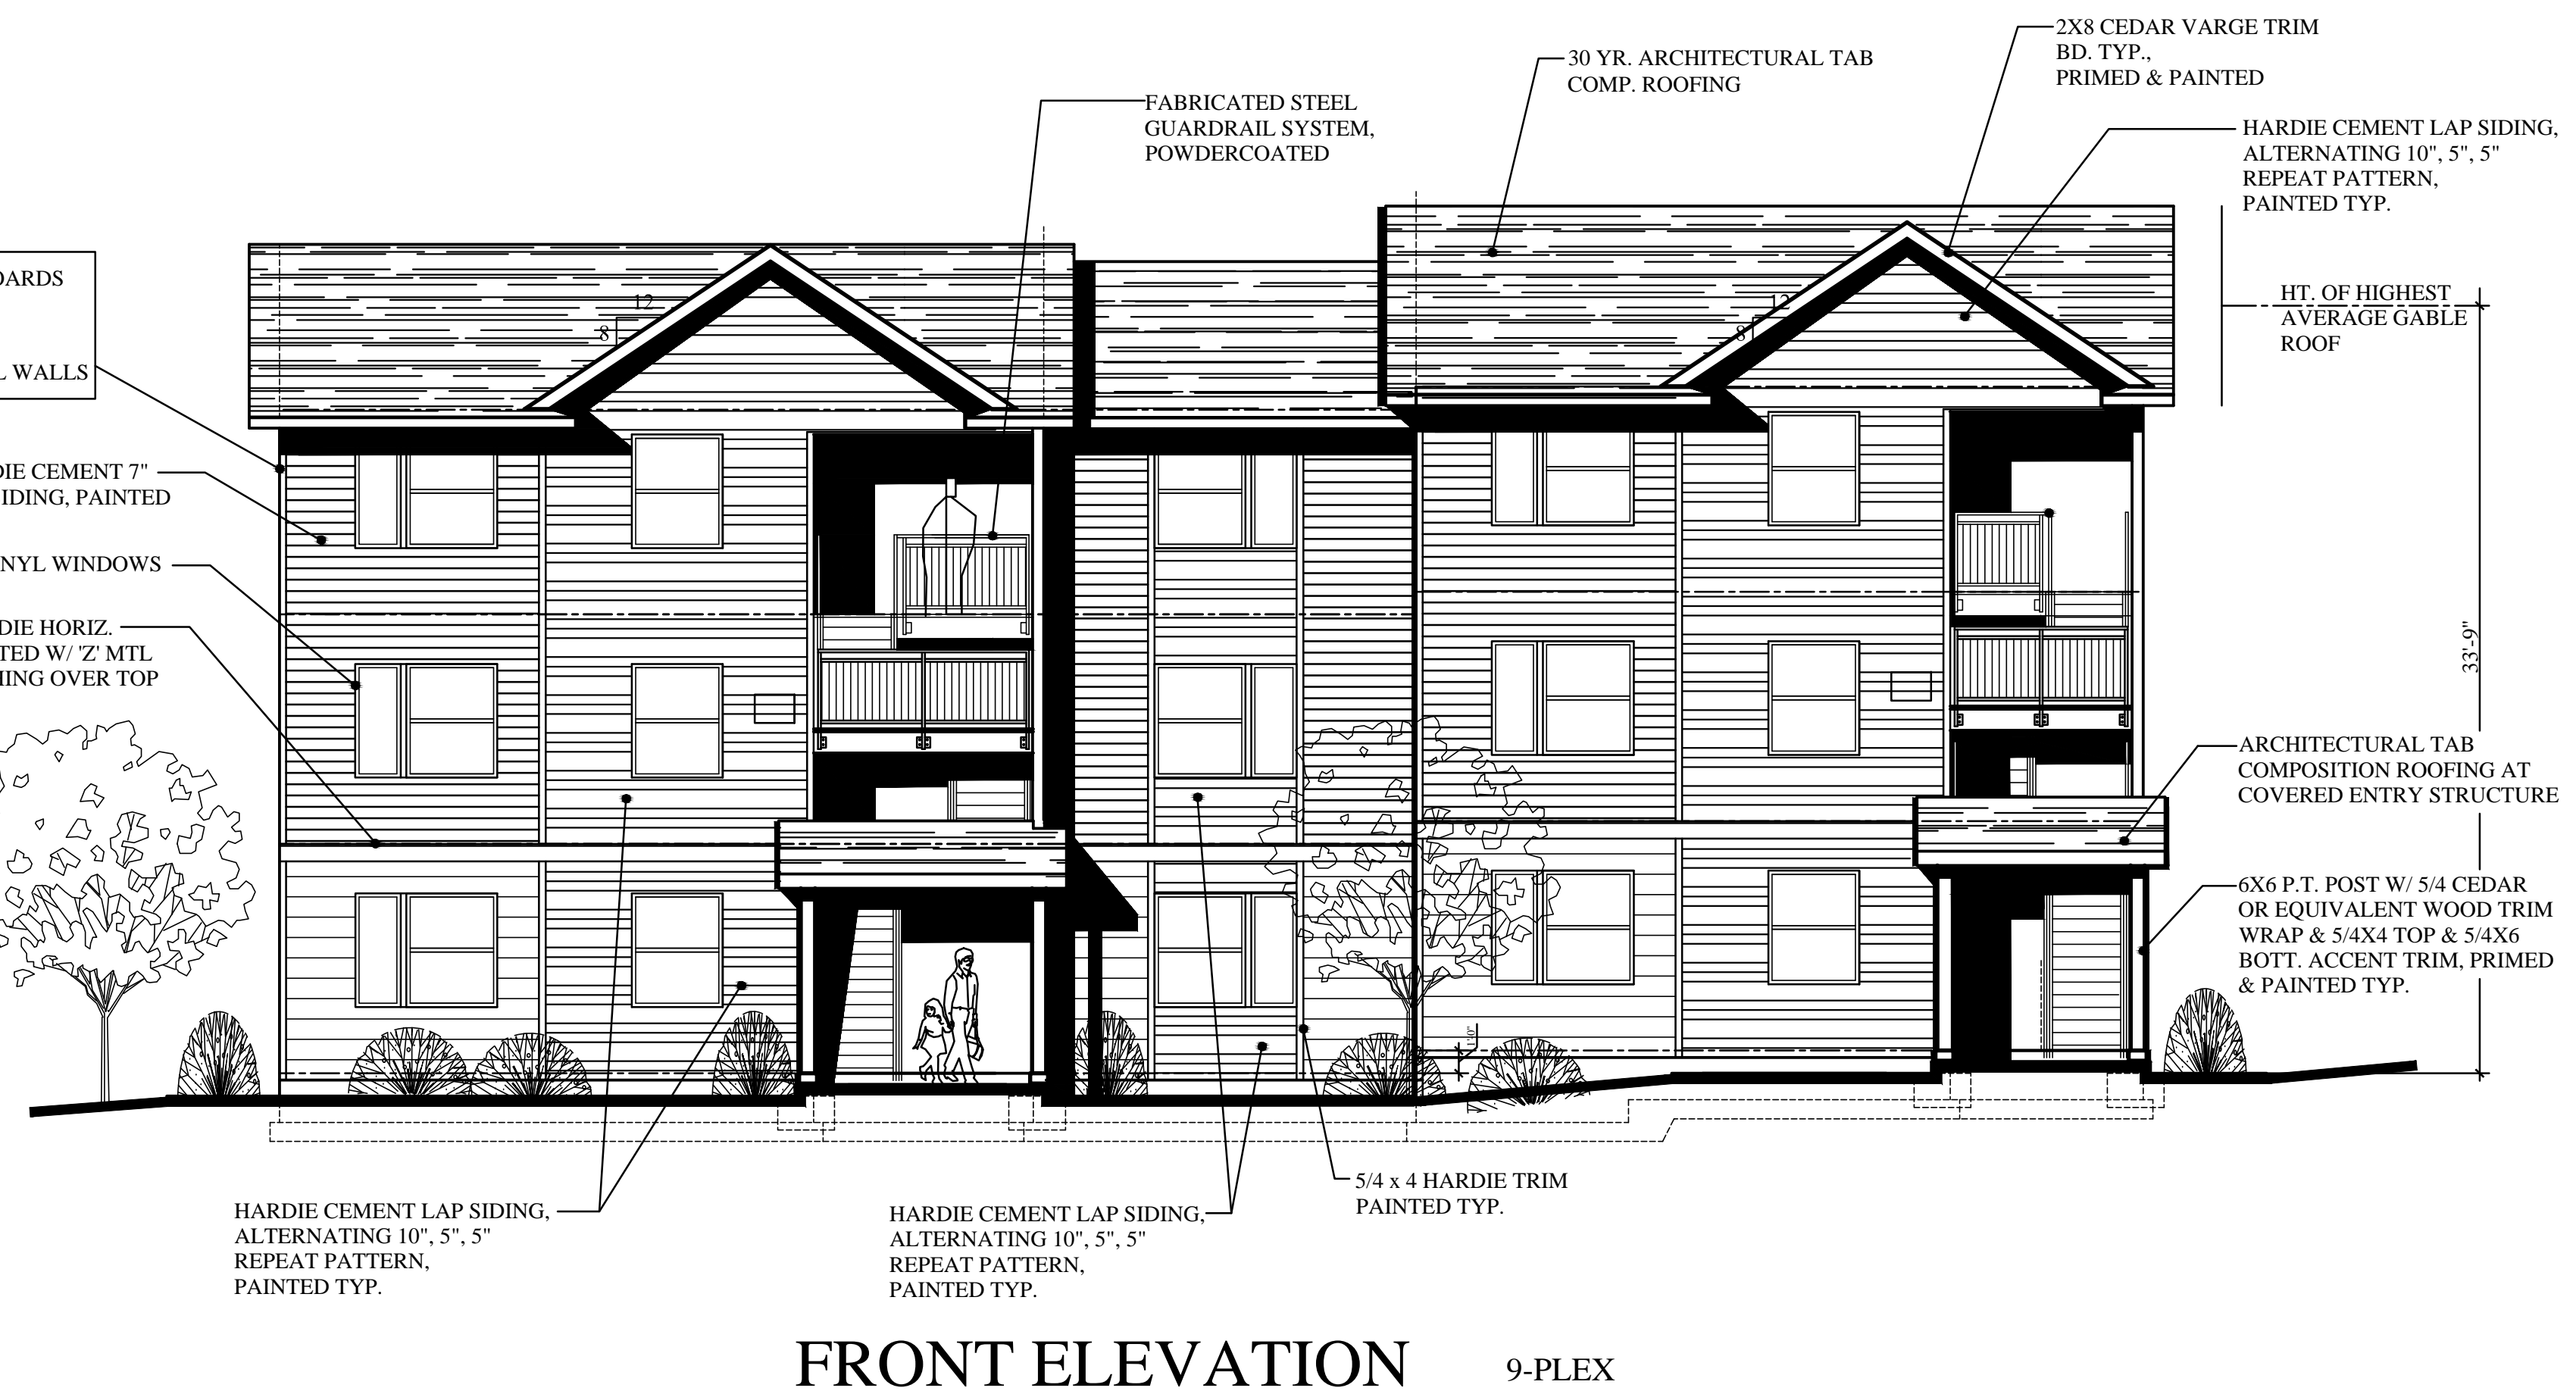 2X8 CEDAR VARGE TRIM
BD. TYP.,
PRIMED & PAINTED
30 YR. ARCHITECTURAL TAB
COMP. ROOFING
FABRICATED STEEL
GUARDRAIL SYSTEM,
POWDERCOATED
HARDIE CEMENT LAP SIDING,
ALTERNATING 10", 5", 5"
REPEAT PATTERN,
PAINTED TYP.
OARDS
L WALLS
12
8
12
8
HT. OF HIGHEST
AVERAGE GABLE
ROOF
DIE CEMENT 7"
SIDING, PAINTED
NYL WINDOWS
DIE HORIZ.
TED W/ 'Z' MTL
HING OVER TOP
33'-9"
ARCHITECTURAL TAB
COMPOSITION ROOFING AT
COVERED ENTRY STRUCTURE
6X6 P.T. POST W/ 5/4 CEDAR
OR EQUIVALENT WOOD TRIM
WRAP & 5/4X4 TOP & 5/4X6
BOTT. ACCENT TRIM, PRIMED
& PAINTED TYP.
5/4 x 4 HARDIE TRIM
PAINTED TYP.
HARDIE CEMENT LAP SIDING,
ALTERNATING 10", 5", 5"
REPEAT PATTERN,
PAINTED TYP.
HARDIE CEMENT LAP SIDING,
ALTERNATING 10", 5", 5"
REPEAT PATTERN,
PAINTED TYP.
FRONT ELEVATION 9-PLEX